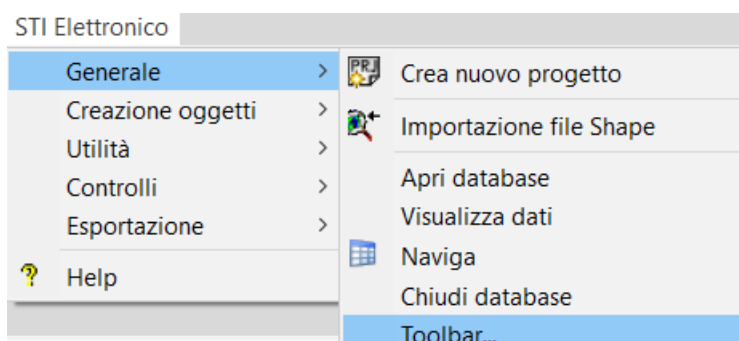 STI Elettronico
Generale
Creazione oggetti
Utilità
Controlli
Esportazione
Help
PRJ
Crea nuovo progetto
Importazione file Shape
Apri database
Visualizza dati
Naviga
Chiudi database
Toolbar...